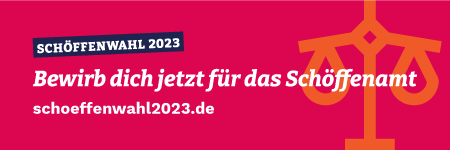 SCHÖFFENWAHL 2023
Bewirb dich jetzt für das Schöffenamt
schoeffenwahl2023.de